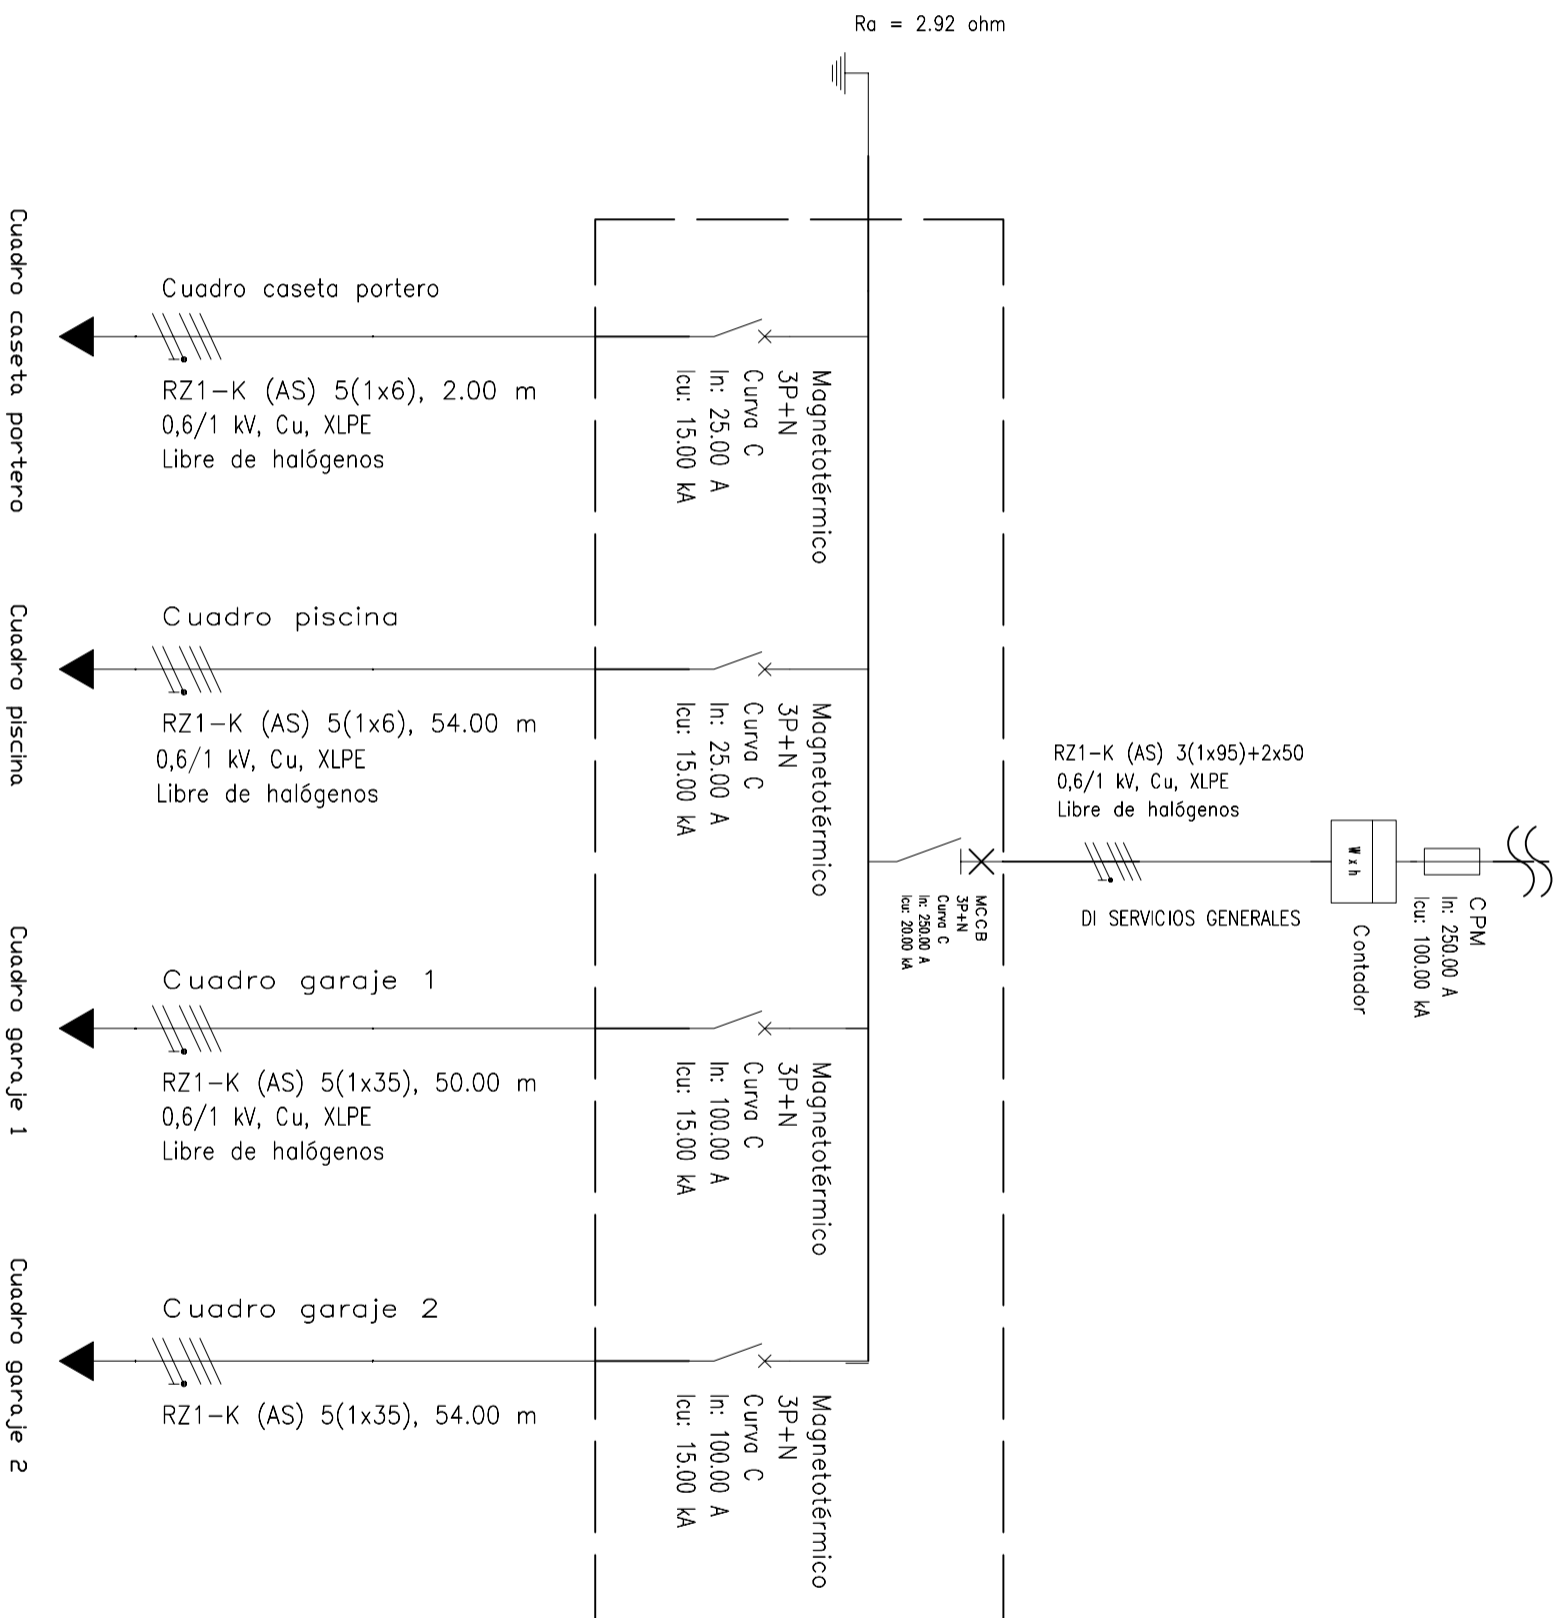 Ra = 2.92 ohm
Cuadro caseta portero
Cuadro caseta portero
RZ1-K (AS) 5(1x6), 2.00 m
0,6/1 kV, Cu, XLPE
Libre de halógenos
Magnetotérmico
3P+N
Curva C
In: 25.00 A
Icu: 15.00 kA
Cuadro piscina
Cuadro piscina
RZ1-K (AS) 5(1x6), 54.00 m
0,6/1 kV, Cu, XLPE
Libre de halógenos
Magnetotérmico
3P+N
Curva C
In: 25.00 A
Icu: 15.00 kA
RZ1-K (AS) 3(1x95)+2x50
0,6/1 kV, Cu, XLPE
Libre de halógenos
DI SERVICIOS GENERALES
MCCB
3P+N
Curva C
In: 250.00 A
Icu: 20.00 kA
W x h
Contador
CPM
In: 250.00 A
Icu: 100.00 kA
Cuadro garaje 1
Cuadro garaje 1
RZ1-K (AS) 5(1x35), 50.00 m
0,6/1 kV, Cu, XLPE
Libre de halógenos
Magnetotérmico
3P+N
Curva C
In: 100.00 A
Icu: 15.00 kA
Cuadro garaje 2
Cuadro garaje 2
RZ1-K (AS) 5(1x35), 54.00 m
Magnetotérmico
3P+N
Curva C
In: 100.00 A
Icu: 15.00 kA